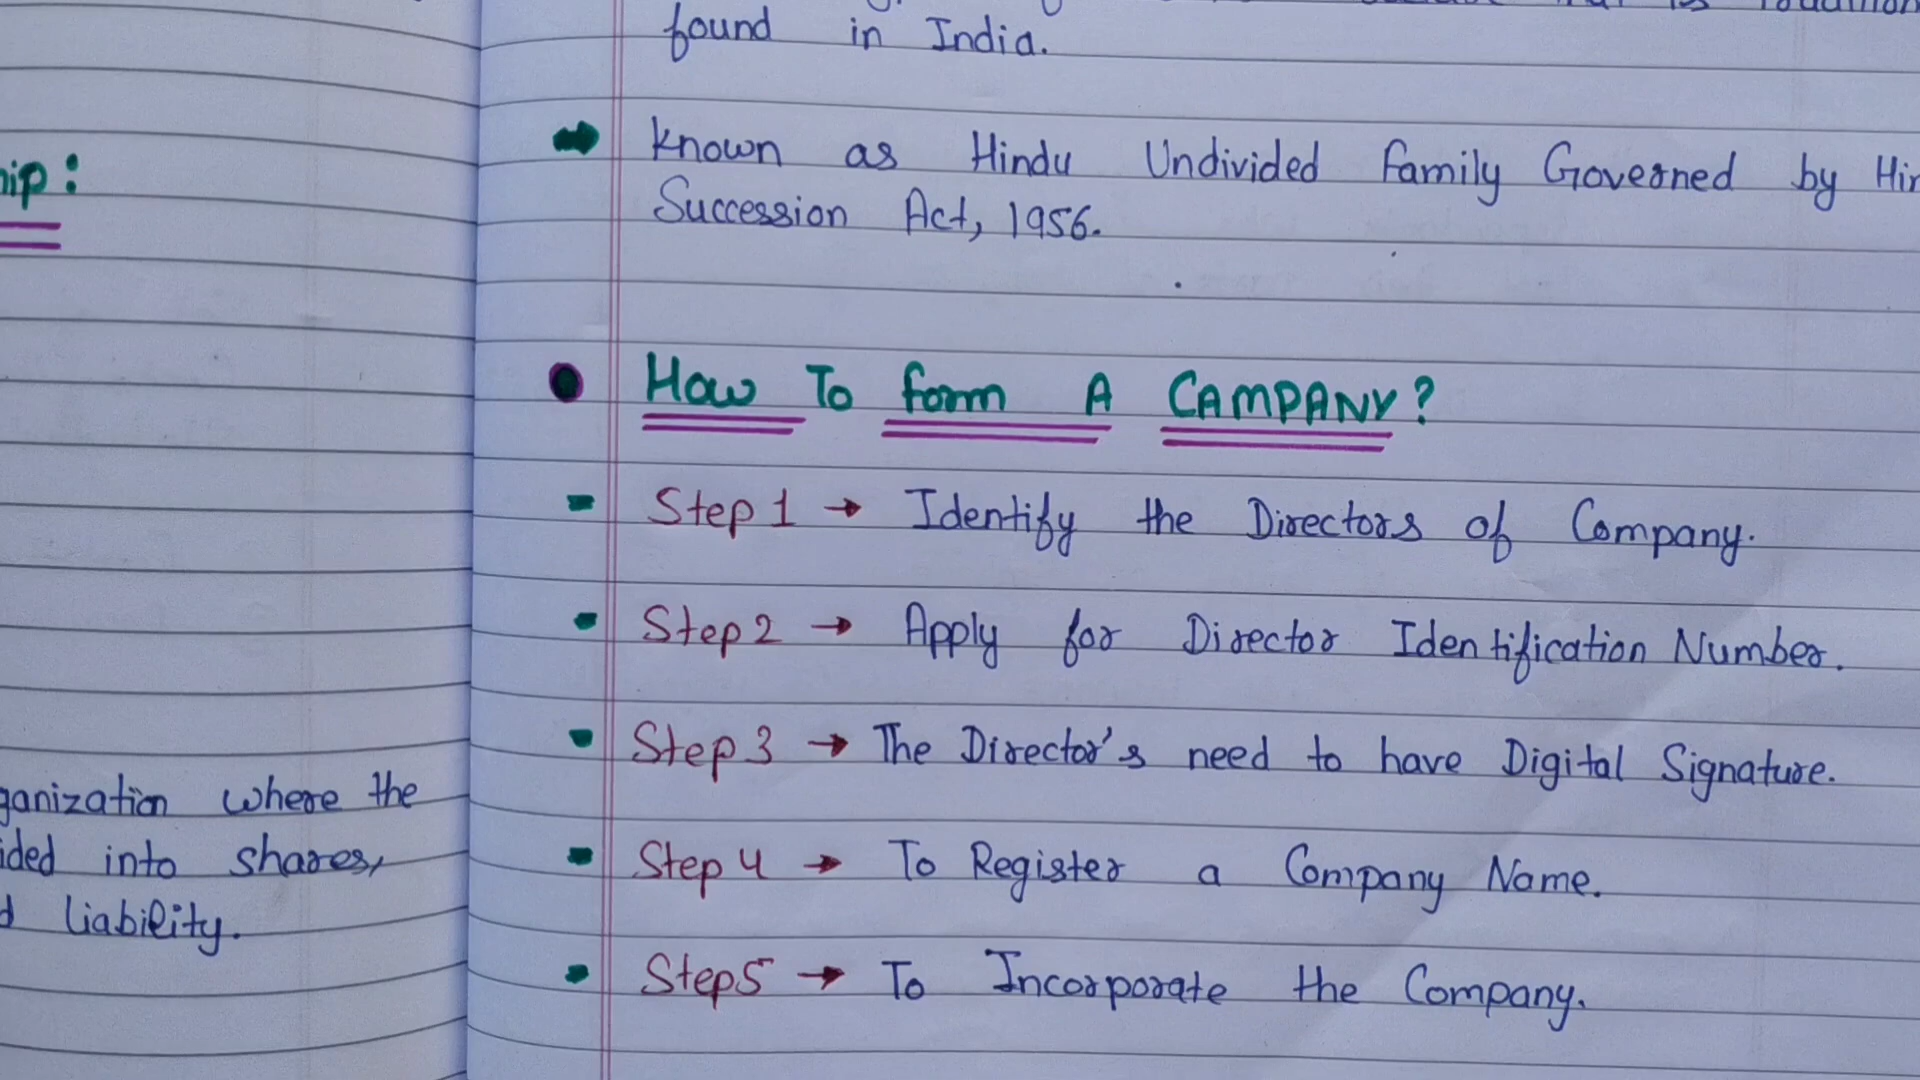 ip:
ganization where the
ided into shares,
d liability.
found in India.
Known as Hindu Undivided Family Governed by Hin
Succession Act, 1956.
How To form A CAMPANY?
Step 1 → Identify the Directors of Company.
Step 2 → Apply for Director Identification Number.
Step 3 → The Director's need to have Digital Signature.
Step 4 → To Register a Company Name.
Step 5 → To Incorporate the Company.